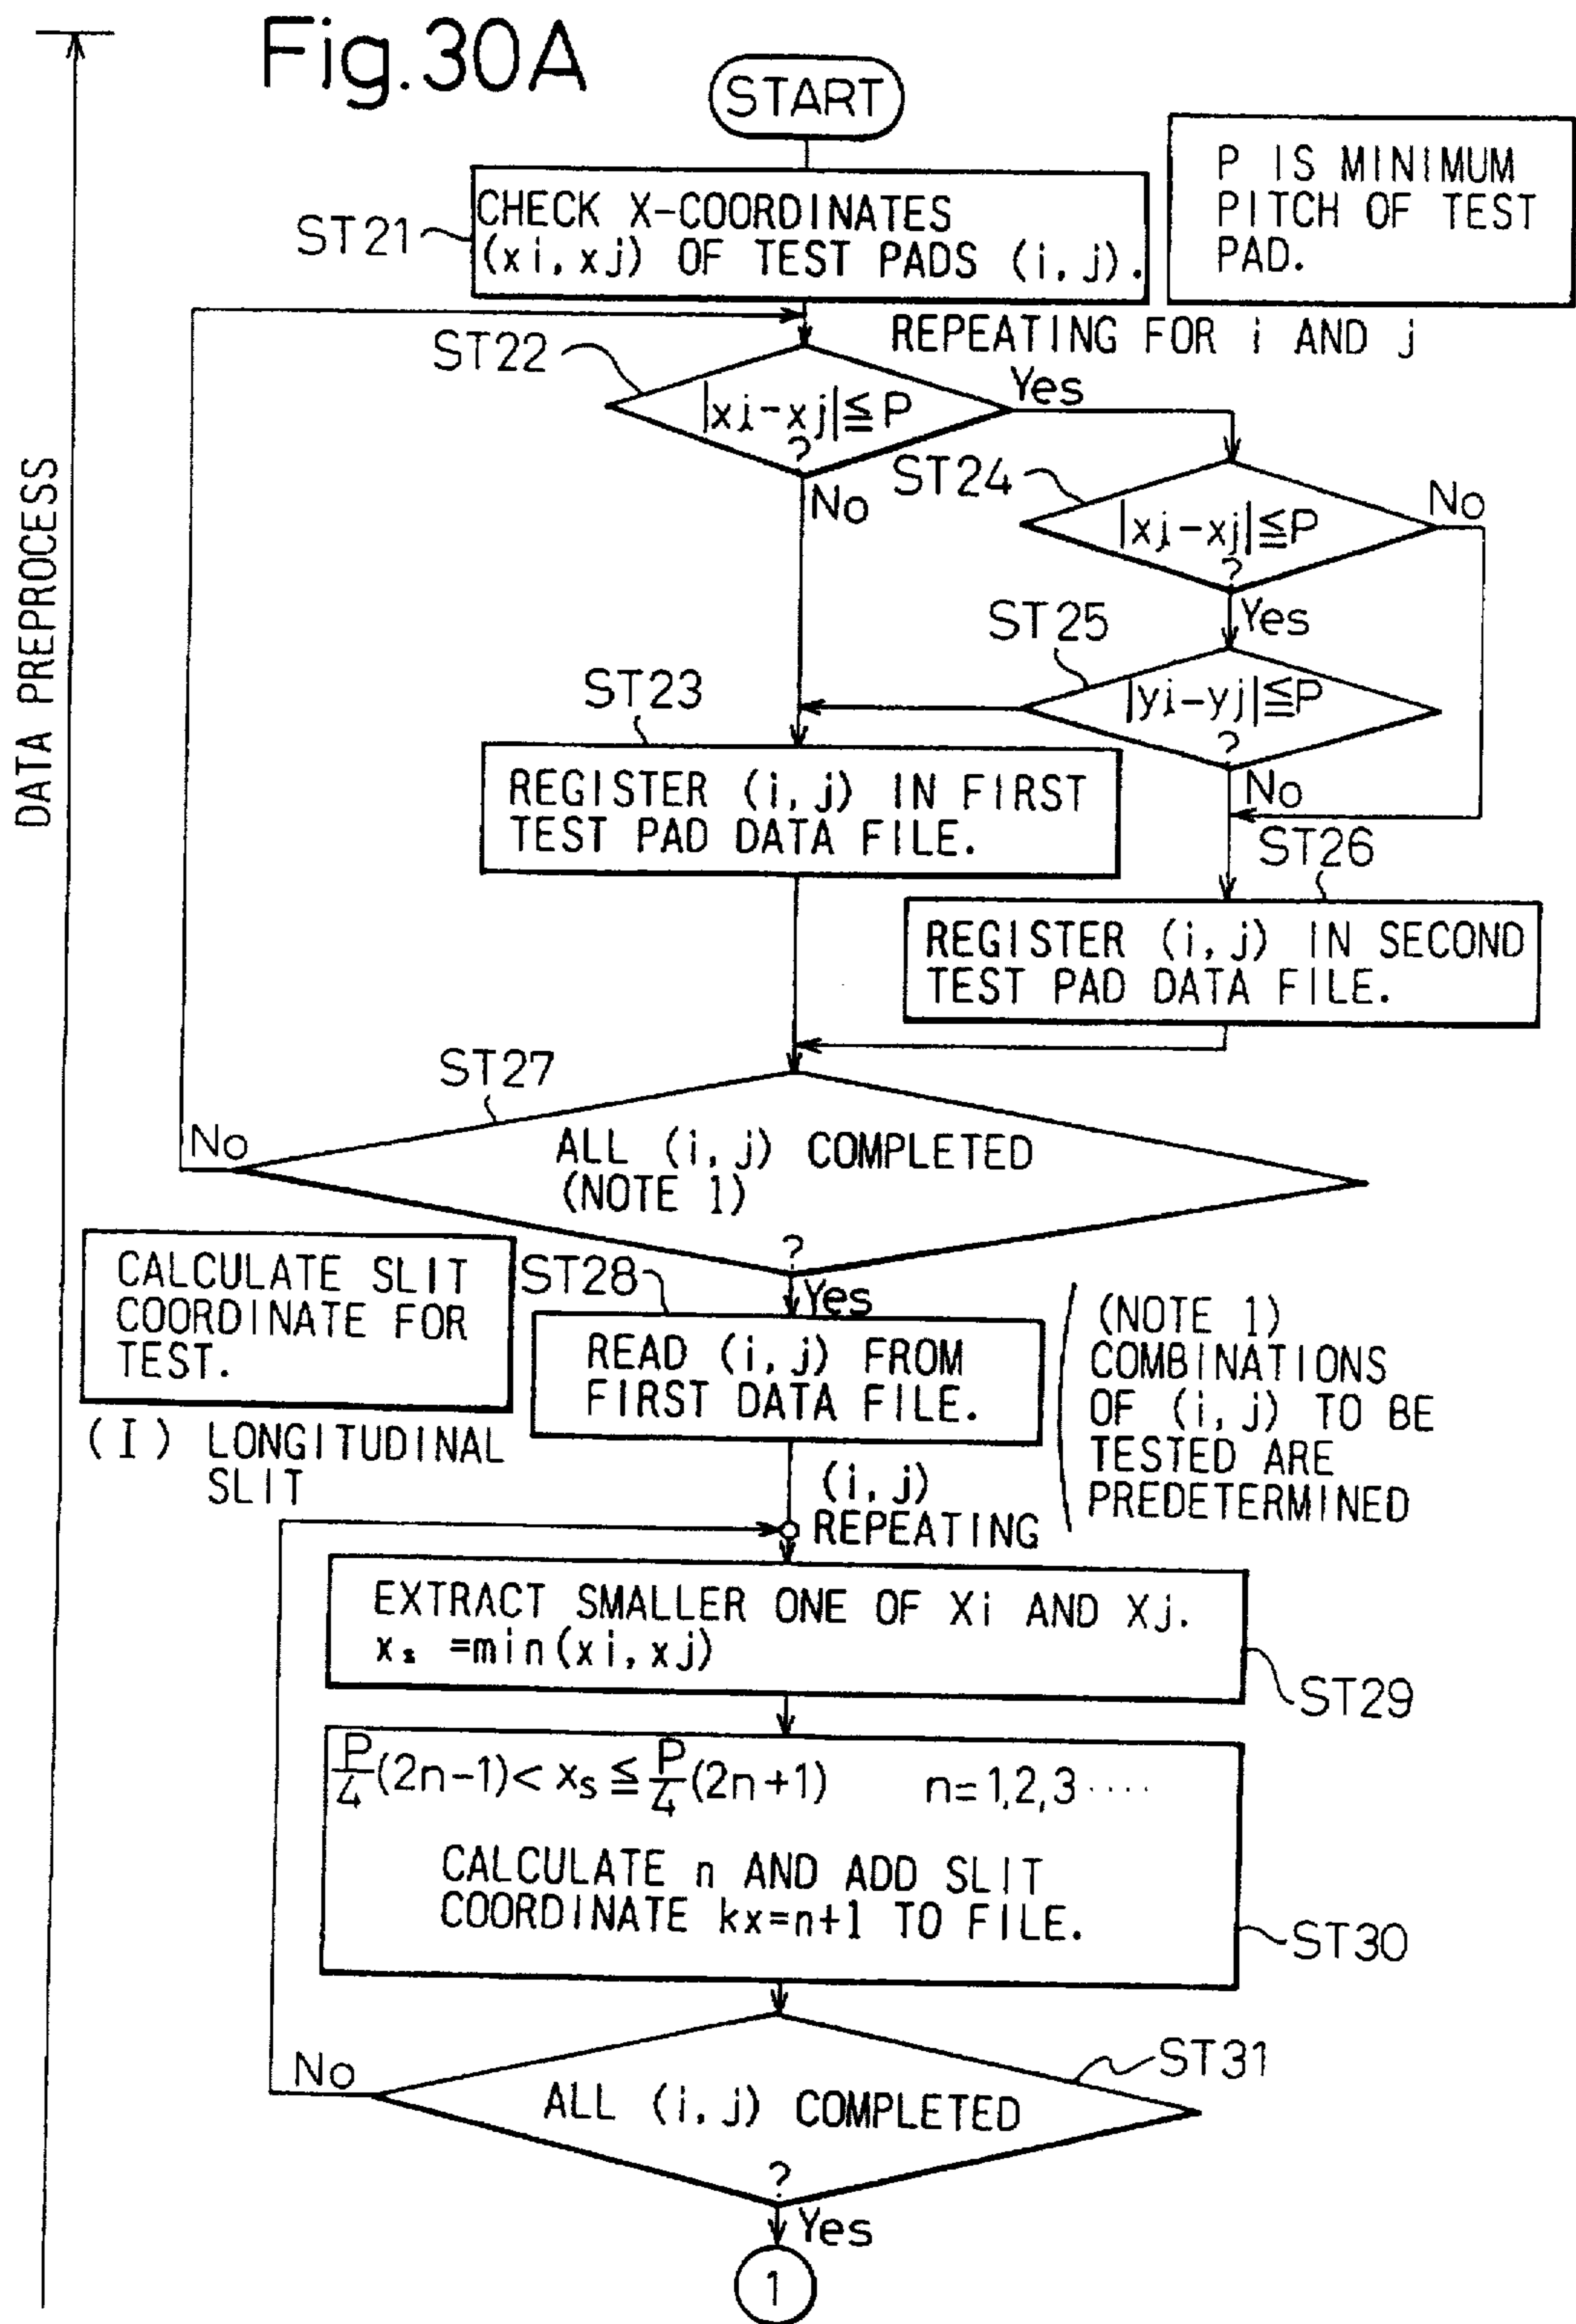 Fig.30A
START
P IS MINIMUM
PITCH OF TEST
PAD.
ST21
CHECK X-COORDINATES
(xi, xj) OF TEST PADS (i, j).
REPEATING FOR i AND j
ST22
|xi-xj|≦P
?
Yes
No
ST24
|xj-xj|≦P
?
No
Yes
ST25
|yi-yj|≦P
?
No
ST23
REGISTER (i, j) IN FIRST
TEST PAD DATA FILE.
ST26
REGISTER (i, j) IN SECOND
TEST PAD DATA FILE.
DATA PREPROCESS
ST27
No
ALL (i, j) COMPLETED
(NOTE 1)
?
Yes
CALCULATE SLIT
COORDINATE FOR
TEST.
(I) LONGITUDINAL
SLIT
ST28
READ (i, j) FROM
FIRST DATA FILE.
(NOTE 1)
COMBINATIONS
OF (i, j) TO BE
TESTED ARE
PREDETERMINED
(i, j)
REPEATING
EXTRACT SMALLER ONE OF Xi AND Xj.
xs =min(xi, xj)
ST29
P/4(2n-1)< xs ≦ P/4(2n+1) n=1,2,3 ····
CALCULATE n AND ADD SLIT
COORDINATE kx=n+1 TO FILE.
ST30
ST31
No
ALL (i, j) COMPLETED
?
Yes
1